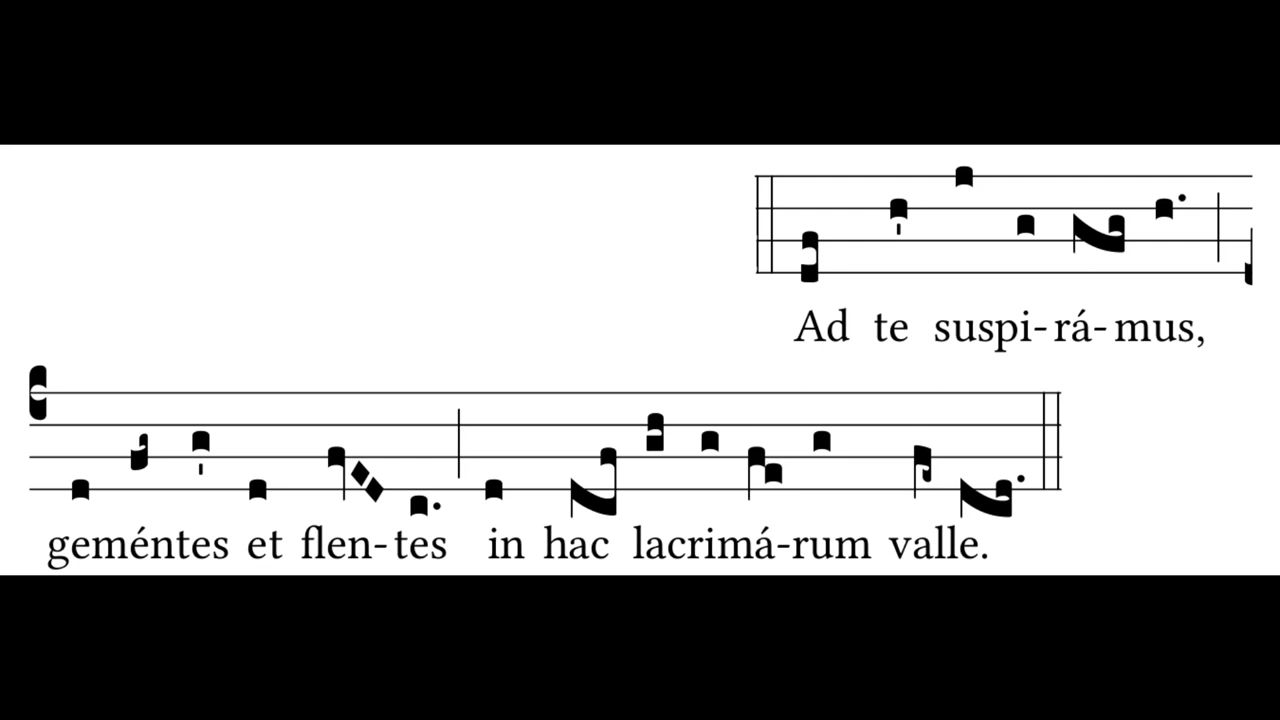 Ad te suspi-rá-mus,
geméntes et flen-tes in hac lacrimá-rum valle.